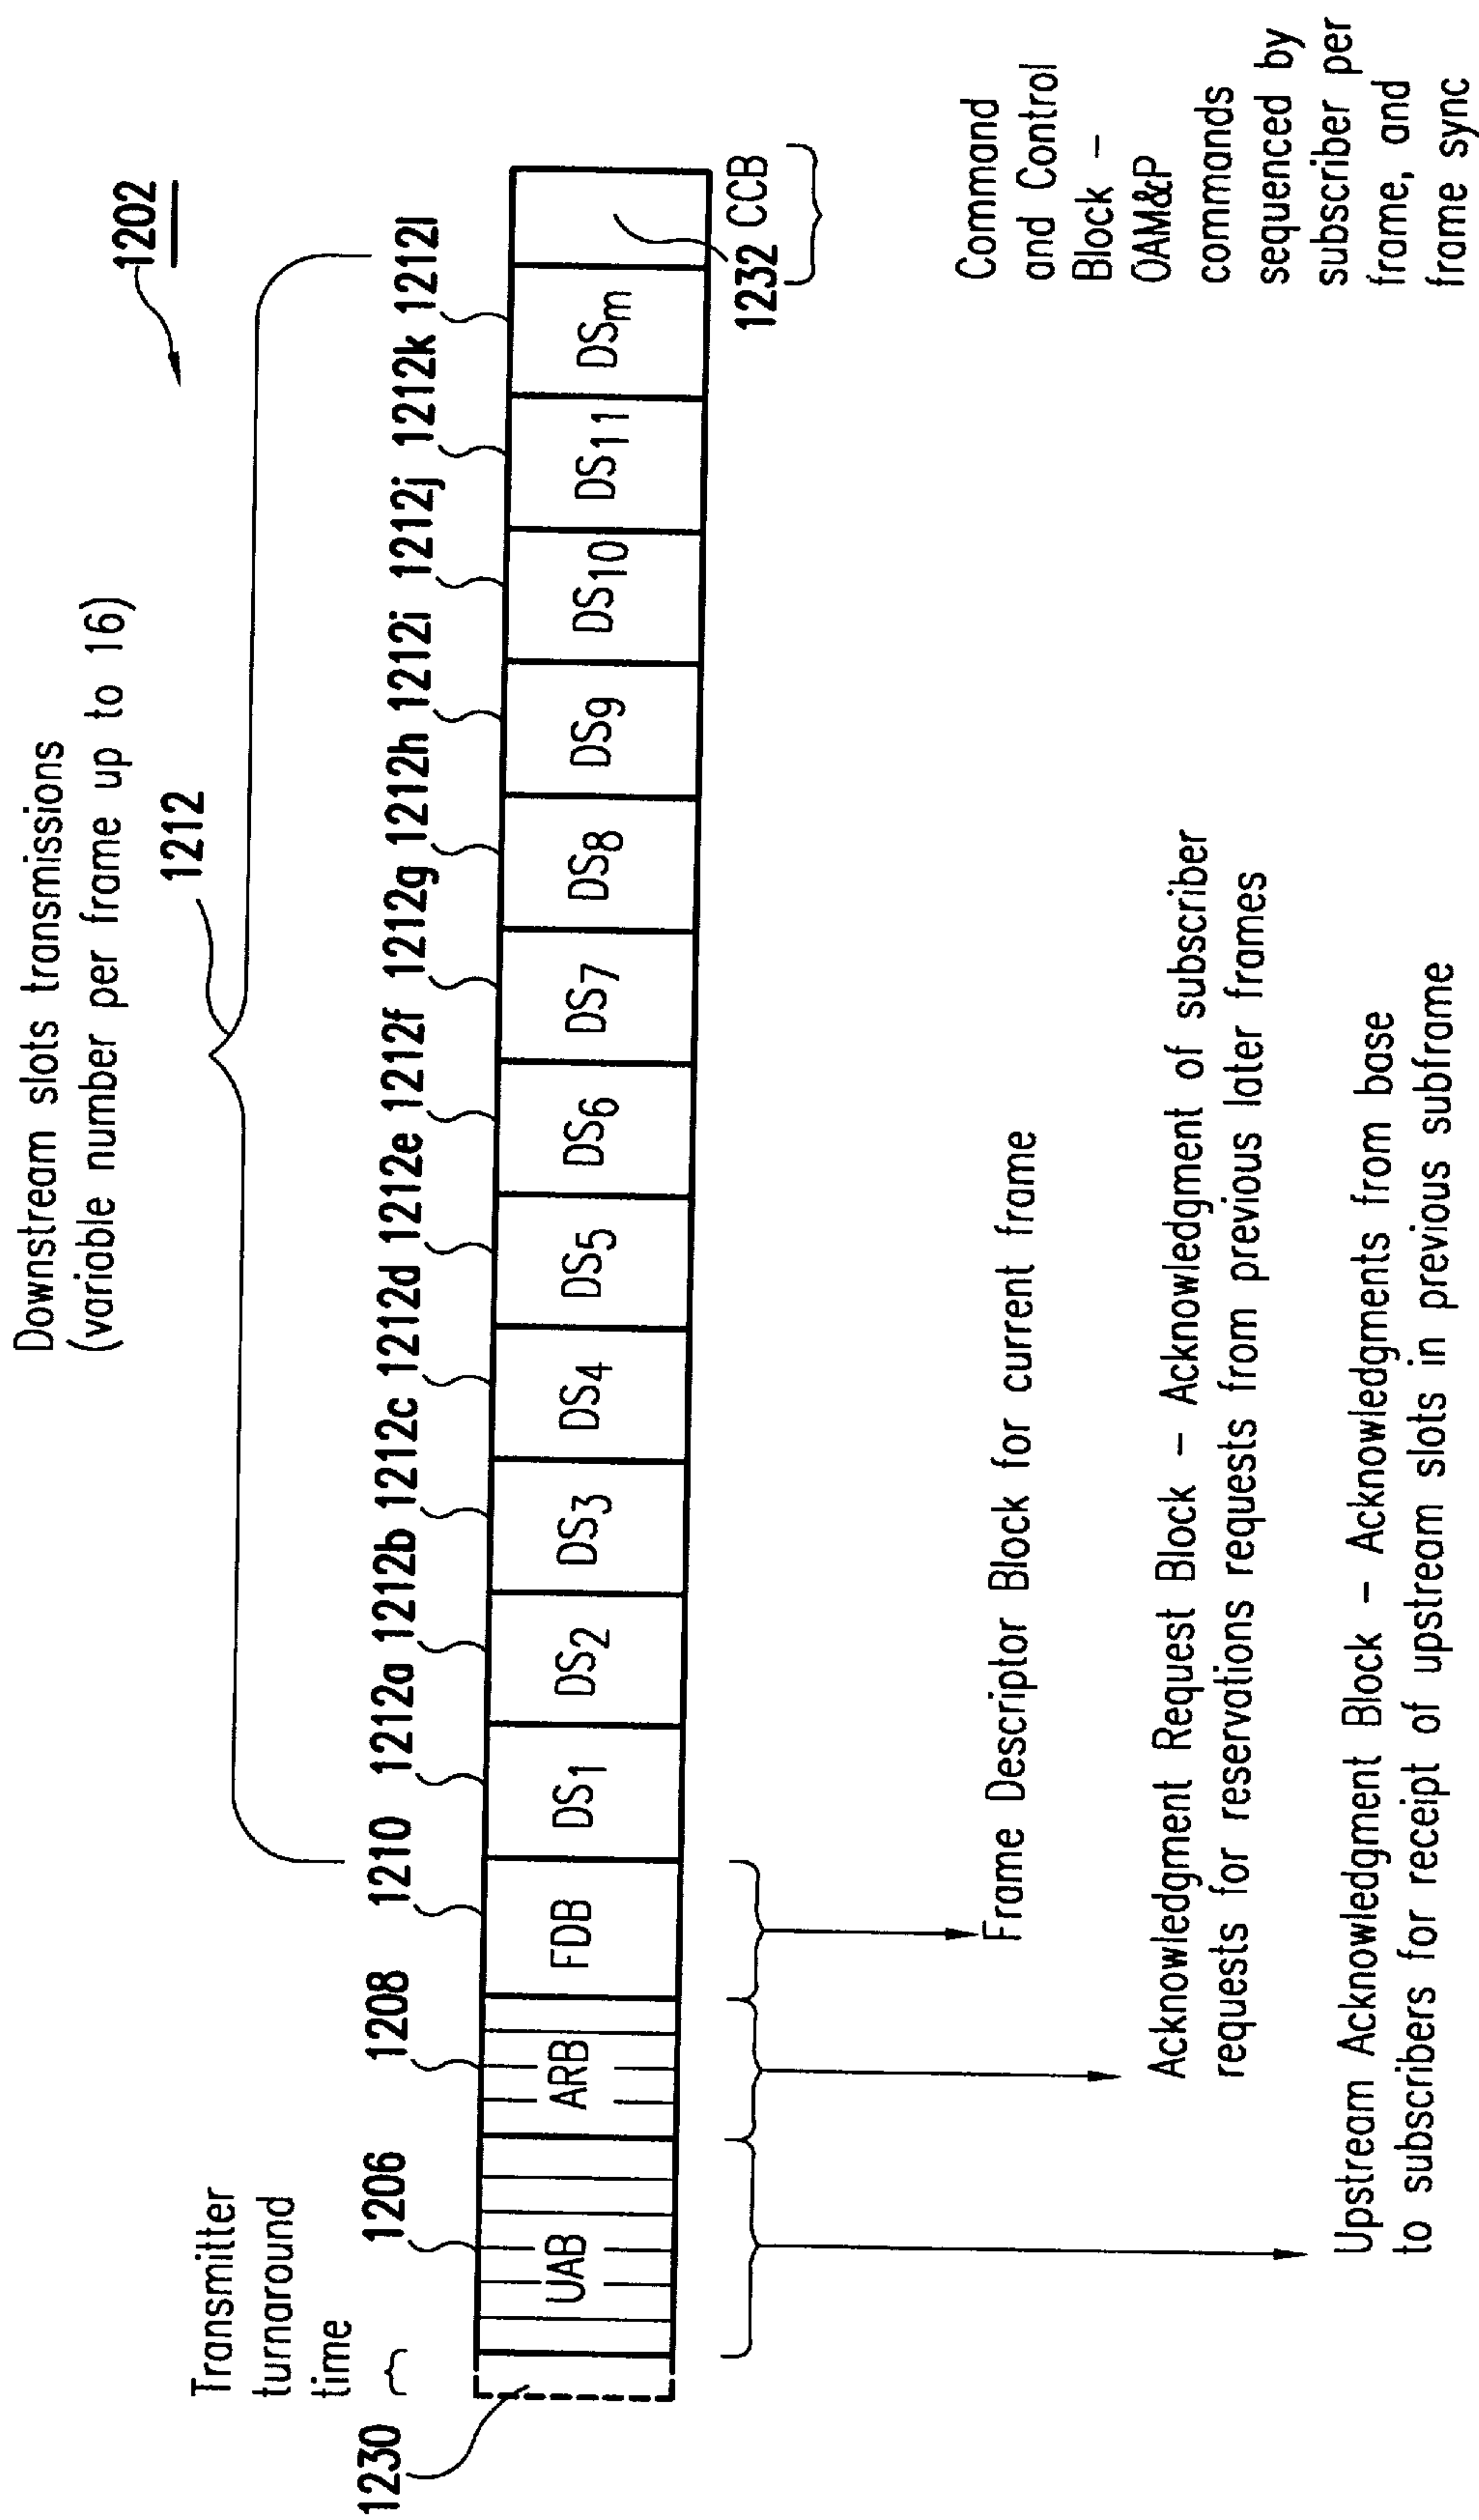 1202
Downstream slots transmissions
(variable number per frame up to 16)
1212
Transmitter
turnaround
time
1230
1206
1208
1210
1212a
1212b
1212c
1212d
1212e
1212f
1212g
1212h
1212i
1212j
1212k
1212l
UAB
ARB
FDB
DS1
DS2
DS3
DS4
DS5
DS6
DS7
DS8
DS9
DS10
DS11
DSm
1232 CCB
Command
and Control
Block –
OAM&P
commands
sequenced by
subscriber per
frame, and
frame sync
Frame Descriptor Block for current frame
Acknowledgment Request Block – Acknowledgment of subscriber
requests for reservations requests from previous later frames
Upstream Acknowledgment Block – Acknowledgments from base
to subscribers for receipt of upstream slots in previous subframe